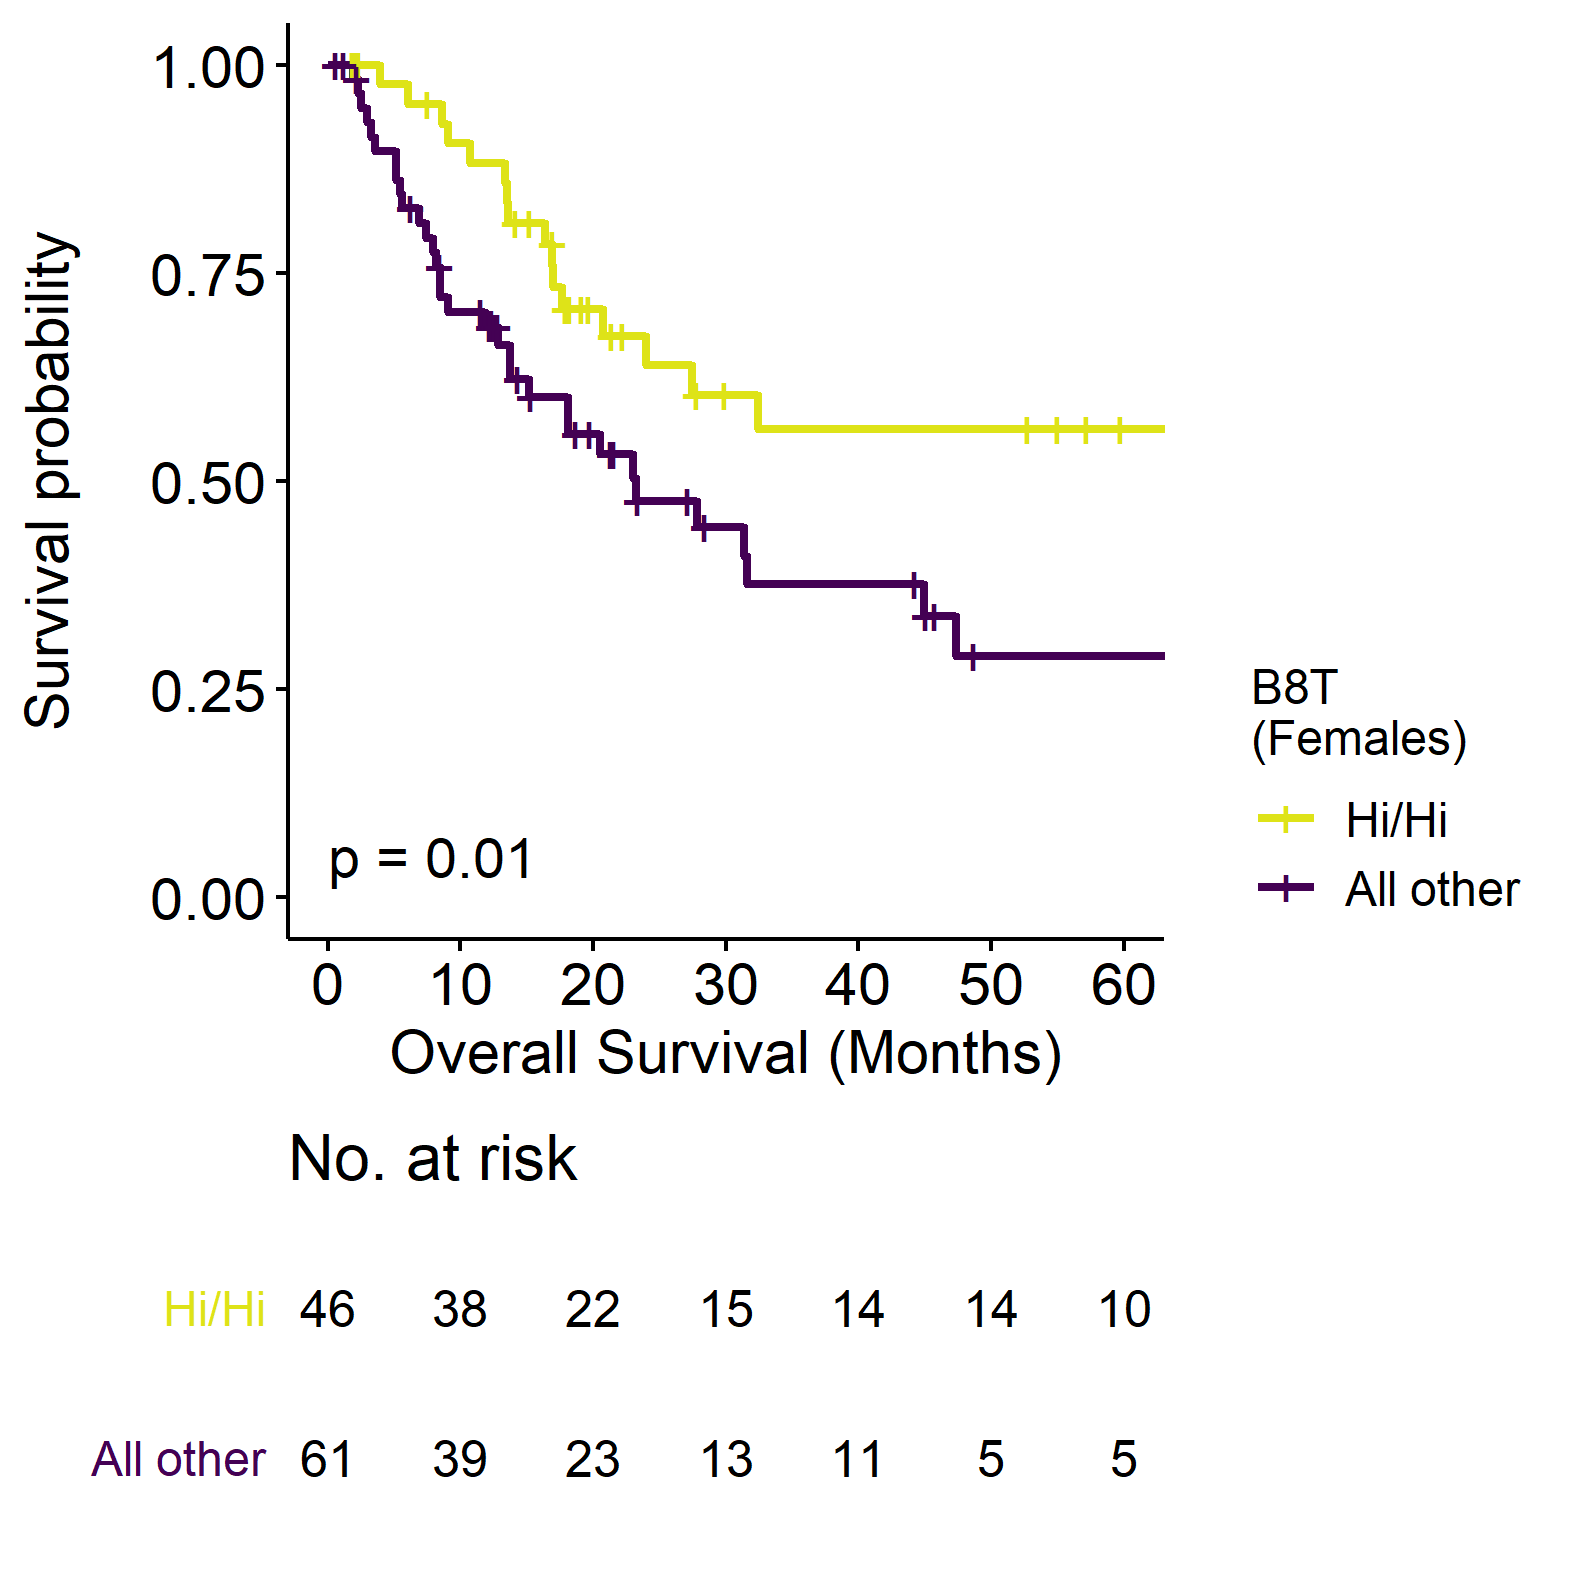 Survival probability
1.00
0.75
0.50
0.25
0.00
p = 0.01
0 10 20 30 40 50 60
Overall Survival (Months)
B8T
(Females)
Hi/Hi
All other
No. at risk
Hi/Hi 46 38 22 15 14 14 10
All other 61 39 23 13 11 5 5